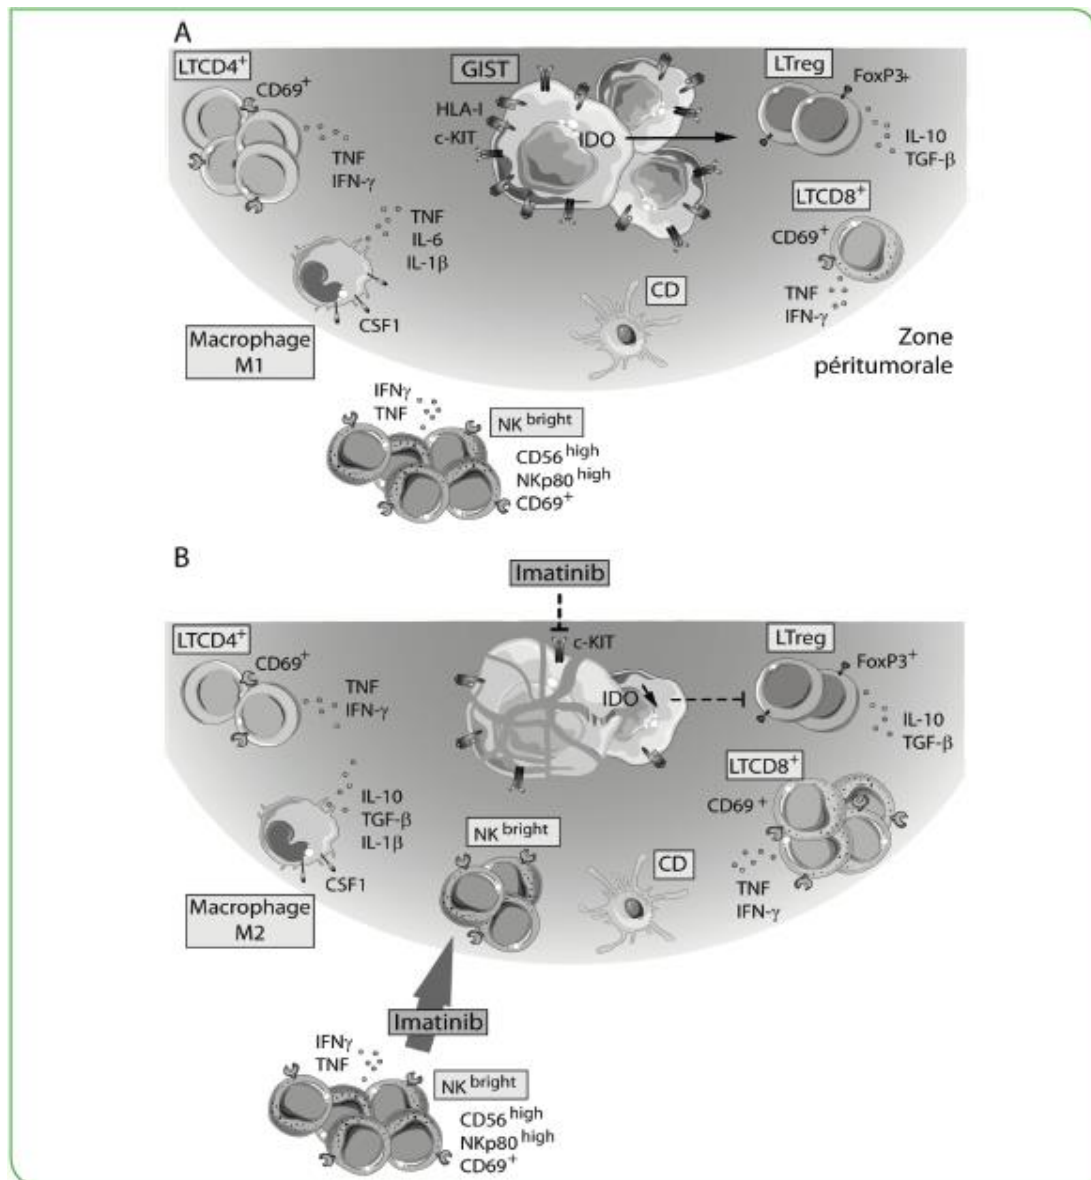 A
LTCD4+
CD69+
TNF
IFN-γ
GIST
HLA-I
c-KIT
IDO
LTreg
FoxP3+
IL-10
TGF-β
LTCD8+
CD69+
TNF
IFN-γ
TNF
IL-6
IL-1β
CSF1
Macrophage
M1
CD
Zone
péritumorale
IFNγ
TNF
NK bright
CD56 high
NKp80 high
CD69+
B
Imatinib
c-KIT
LTCD4+
CD69+
TNF
IFN-γ
IDO
LTreg
FoxP3+
IL-10
TGF-β
LTCD8+
CD69 +
TNF
IFN-γ
IL-10
TGF-β
IL-1β
CSF1
Macrophage
M2
NK bright
CD
Imatinib
IFNγ
TNF
NK bright
CD56 high
NKp80 high
CD69+